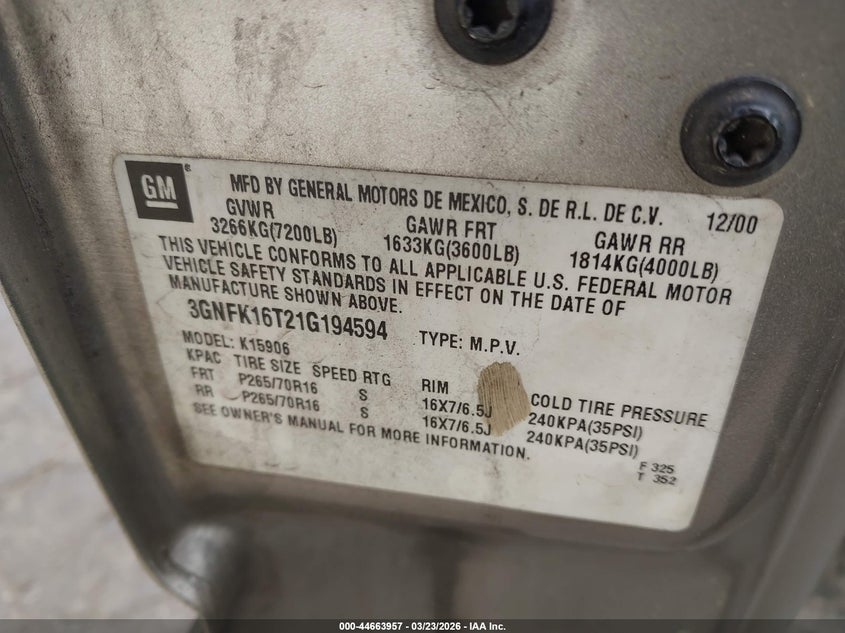 GM ®
MFD BY GENERAL MOTORS DE MEXICO, S. DE R.L. DE C.V. 12/00
GVWR GAWR FRT GAWR RR
3266KG(7200LB) 1633KG(3600LB) 1814KG(4000LB)
THIS VEHICLE CONFORMS TO ALL APPLICABLE U.S. FEDERAL MOTOR
VEHICLE SAFETY STANDARDS IN EFFECT ON THE DATE OF
MANUFACTURE SHOWN ABOVE.
3GNFK16T21G194594 TYPE: M.P.V.
MODEL: K15906
KPAC TIRE SIZE SPEED RTG RIM COLD TIRE PRESSURE
FRT P265/70R16 S 16X7/6.5J 240KPA(35PSI)
RR P265/70R16 S 16X7/6.5J 240KPA(35PSI)
SEE OWNER'S MANUAL FOR MORE INFORMATION.
F 325
T 352
000-44663957 - 03/23/2026 - IAA Inc.